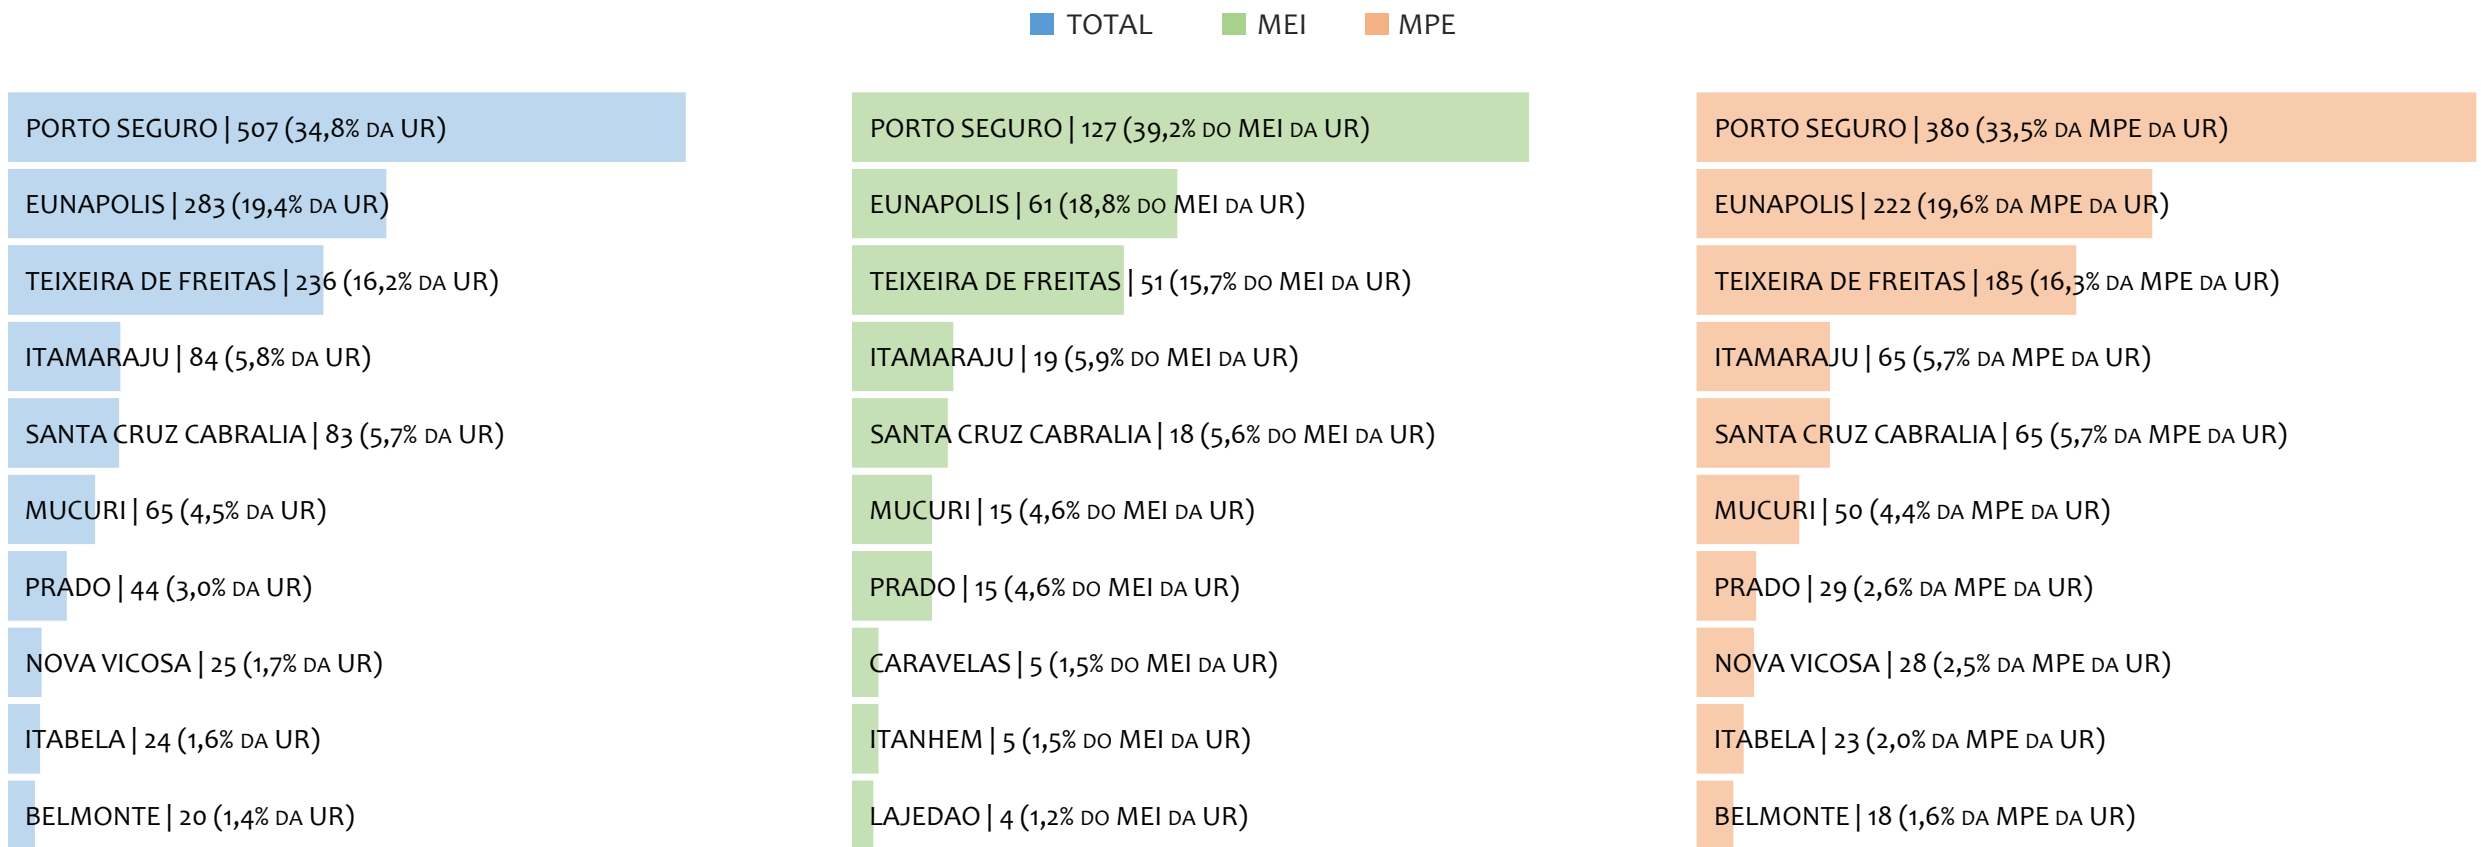 TOTAL MEI MPE
PORTO SEGURO | 507 (34,8% DA UR)
EUNAPOLIS | 283 (19,4% DA UR)
TEIXEIRA DE FREITAS | 236 (16,2% DA UR)
ITAMARAJU | 84 (5,8% DA UR)
SANTA CRUZ CABRALIA | 83 (5,7% DA UR)
MUCURI | 65 (4,5% DA UR)
PRADO | 44 (3,0% DA UR)
NOVA VICOSA | 25 (1,7% DA UR)
ITABELA | 24 (1,6% DA UR)
BELMONTE | 20 (1,4% DA UR)
PORTO SEGURO | 127 (39,2% DO MEI DA UR)
EUNAPOLIS | 61 (18,8% DO MEI DA UR)
TEIXEIRA DE FREITAS | 51 (15,7% DO MEI DA UR)
ITAMARAJU | 19 (5,9% DO MEI DA UR)
SANTA CRUZ CABRALIA | 18 (5,6% DO MEI DA UR)
MUCURI | 15 (4,6% DO MEI DA UR)
PRADO | 15 (4,6% DO MEI DA UR)
CARAVELAS | 5 (1,5% DO MEI DA UR)
ITANHEM | 5 (1,5% DO MEI DA UR)
LAJEDAO | 4 (1,2% DO MEI DA UR)
PORTO SEGURO | 380 (33,5% DA MPE DA UR)
EUNAPOLIS | 222 (19,6% DA MPE DA UR)
TEIXEIRA DE FREITAS | 185 (16,3% DA MPE DA UR)
ITAMARAJU | 65 (5,7% DA MPE DA UR)
SANTA CRUZ CABRALIA | 65 (5,7% DA MPE DA UR)
MUCURI | 50 (4,4% DA MPE DA UR)
PRADO | 29 (2,6% DA MPE DA UR)
NOVA VICOSA | 28 (2,5% DA MPE DA UR)
ITABELA | 23 (2,0% DA MPE DA UR)
BELMONTE | 18 (1,6% DA MPE DA UR)